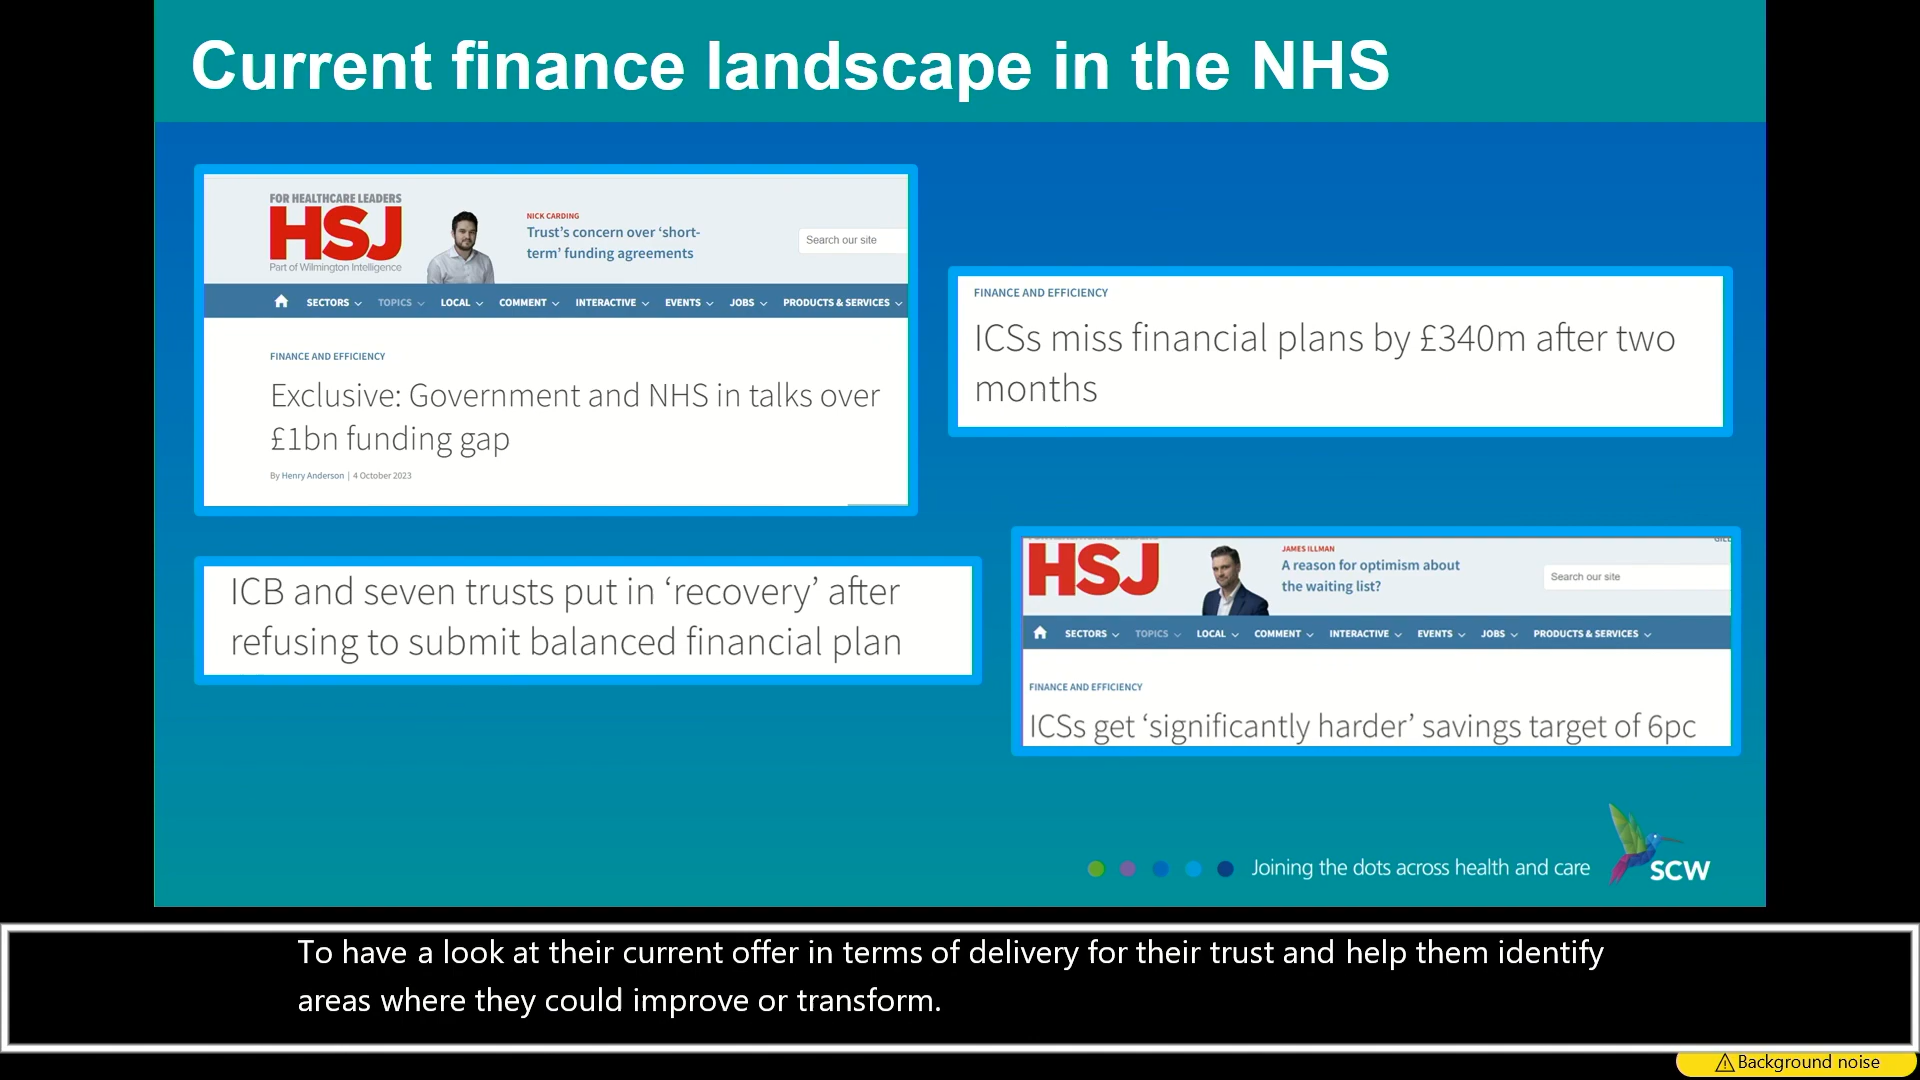 Current finance landscape in the NHS
FOR HEALTHCARE LEADERS
HSJ
Part of Wilmington Intelligence
NICK CARDING
Trust’s concern over ‘short-
term’ funding agreements
Search our site
SECTORS TOPICS LOCAL COMMENT INTERACTIVE EVENTS JOBS PRODUCTS & SERVICES
FINANCE AND EFFICIENCY
Exclusive: Government and NHS in talks over
£1bn funding gap
By Henry Anderson | 4 October 2023
FINANCE AND EFFICIENCY
ICSs miss financial plans by £340m after two
months
ICB and seven trusts put in ‘recovery’ after
refusing to submit balanced financial plan
HSJ
JAMES ILLMAN
A reason for optimism about
the waiting list?
Search our site
SECTORS TOPICS LOCAL COMMENT INTERACTIVE EVENTS JOBS PRODUCTS & SERVICES
FINANCE AND EFFICIENCY
ICSs get ‘significantly harder’ savings target of 6pc
Joining the dots across health and care
SCW
To have a look at their current offer in terms of delivery for their trust and help them identify
areas where they could improve or transform.
Background noise